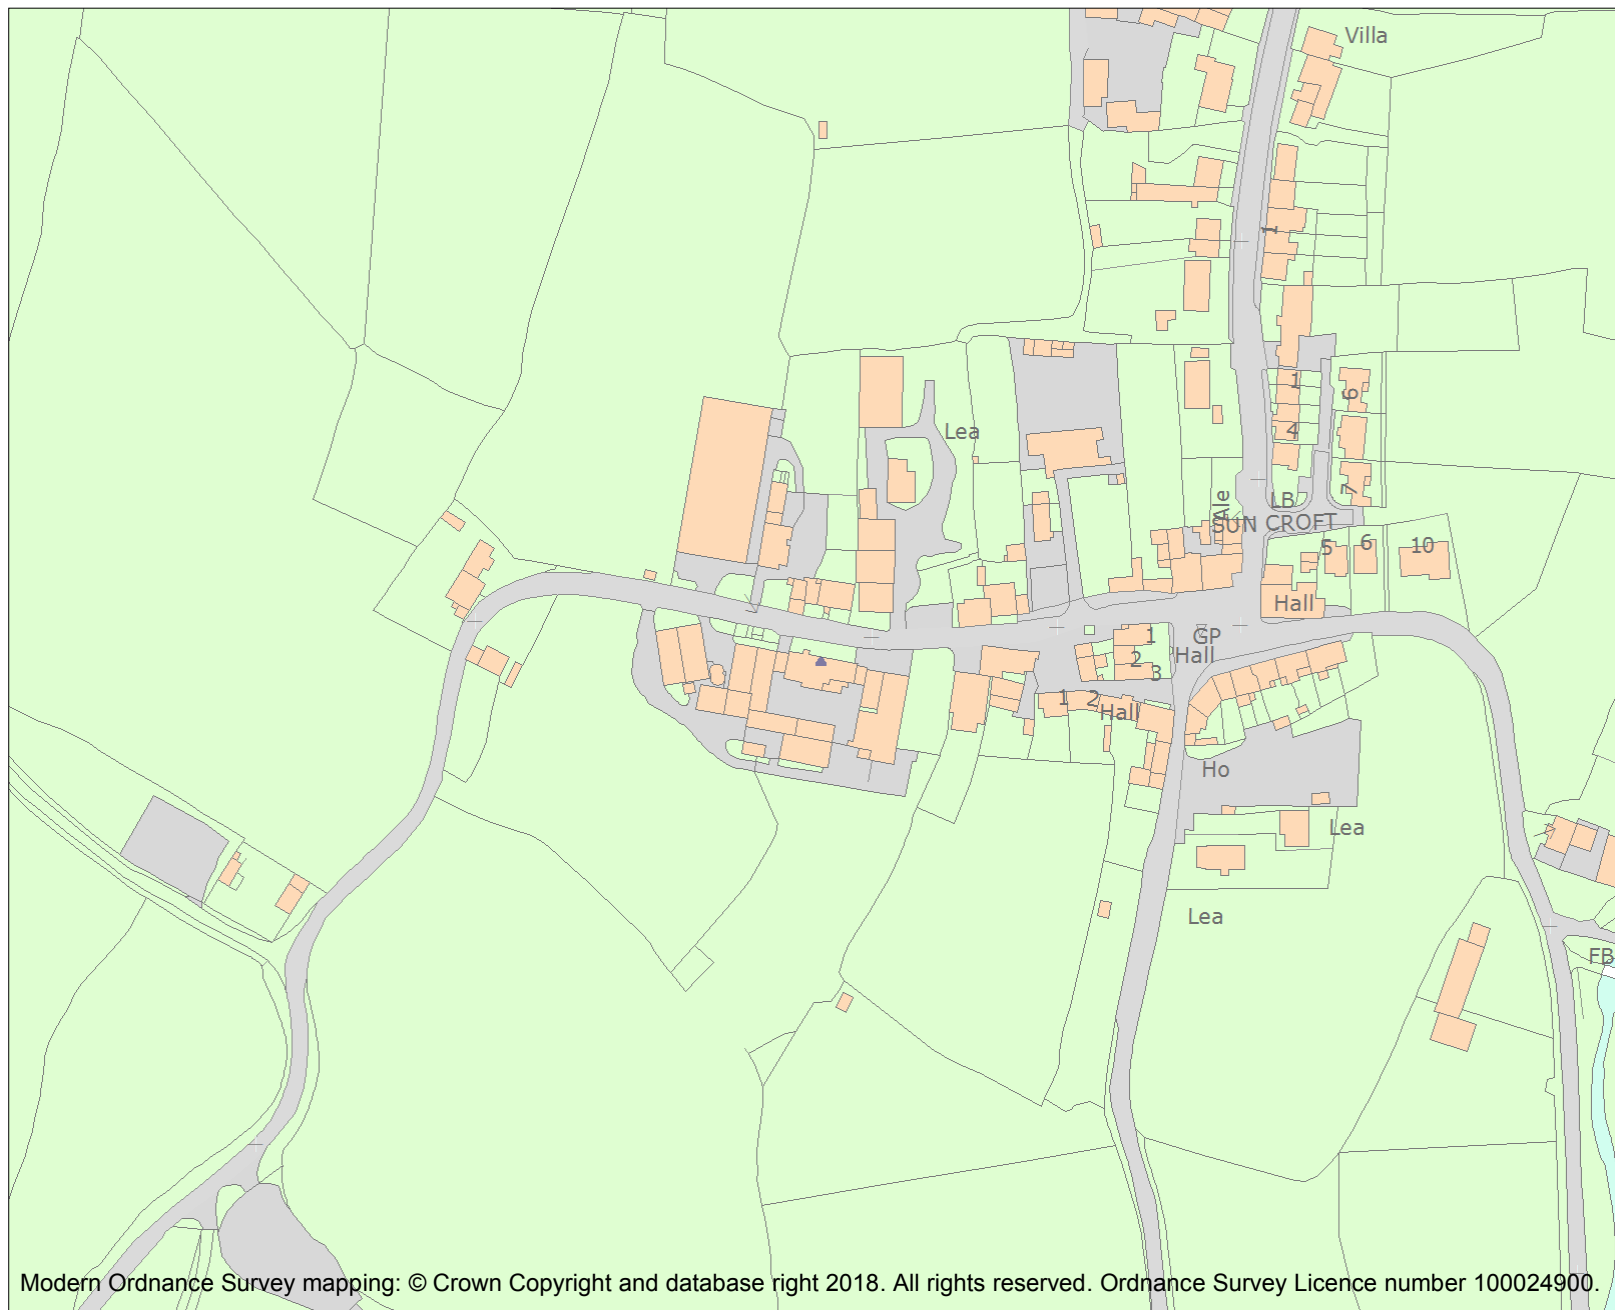 Villa
1
1
6
Lea
4
7
Ale
LB
SUN CROFT
5
6
10
Hall
GP
1
Hall
2
3
1
2
Hall
Ho
Lea
Lea
FB
Modern Ordnance Survey mapping: © Crown Copyright and database right 2018. All rights reserved. Ordnance Survey Licence number 100024900.